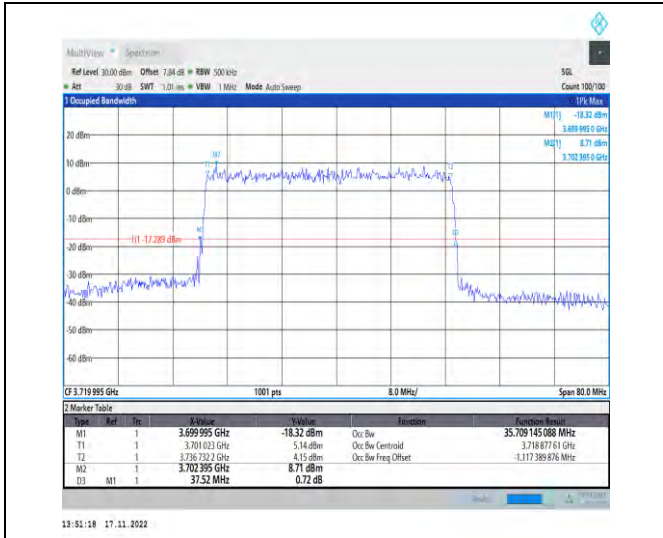 MultiView Spectrum
Ref Level 30.00 dBm Offset 7.84 dB RBW 500 kHz SGL
Att 30 dB SWT 1.01 ms VBW 1 MHz Mode Auto Sweep Count 100/100
1 Occupied Bandwidth 1Pk Max
M1[1] -18.32 dBm
3.699 995 0 GHz
M2[1] 8.71 dBm
3.702 395 0 GHz
20 dBm
10 dBm
M2
T1
T2
0 dBm
-10 dBm
M1
H1 -17.289 dBm
D3
-20 dBm
-30 dBm
-40 dBm
-50 dBm
-60 dBm
CF 3.719 995 GHz 1001 pts 8.0 MHz/ Span 80.0 MHz
2 Marker Table
Type Ref Trc X-Value Y-Value Function Function Result
M1 1 3.699 995 GHz -18.32 dBm Occ Bw 35.709 145 088 MHz
T1 1 3.701 023 GHz 5.14 dBm Occ Bw Centroid 3.718 877 61 GHz
T2 1 3.736 732 2 GHz 4.15 dBm Occ Bw Freq Offset -1.117 389 876 MHz
M2 1 3.702 395 GHz 8.71 dBm
D3 M1 1 37.52 MHz 0.72 dB
13:51:18 17.11.2022